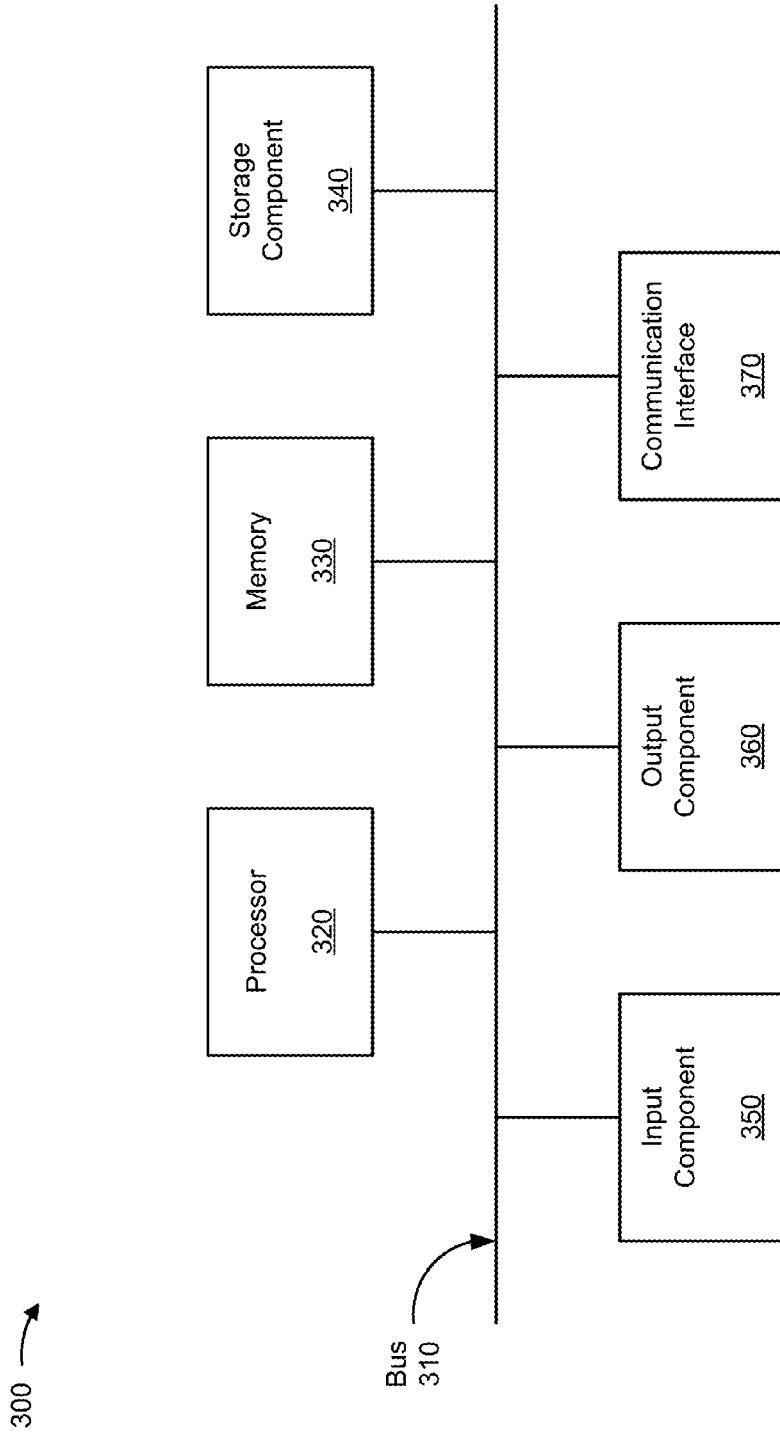 300
Processor
320
Memory
330
Storage
Component
340
Bus
310
Input
Component
350
Output
Component
360
Communication
Interface
370